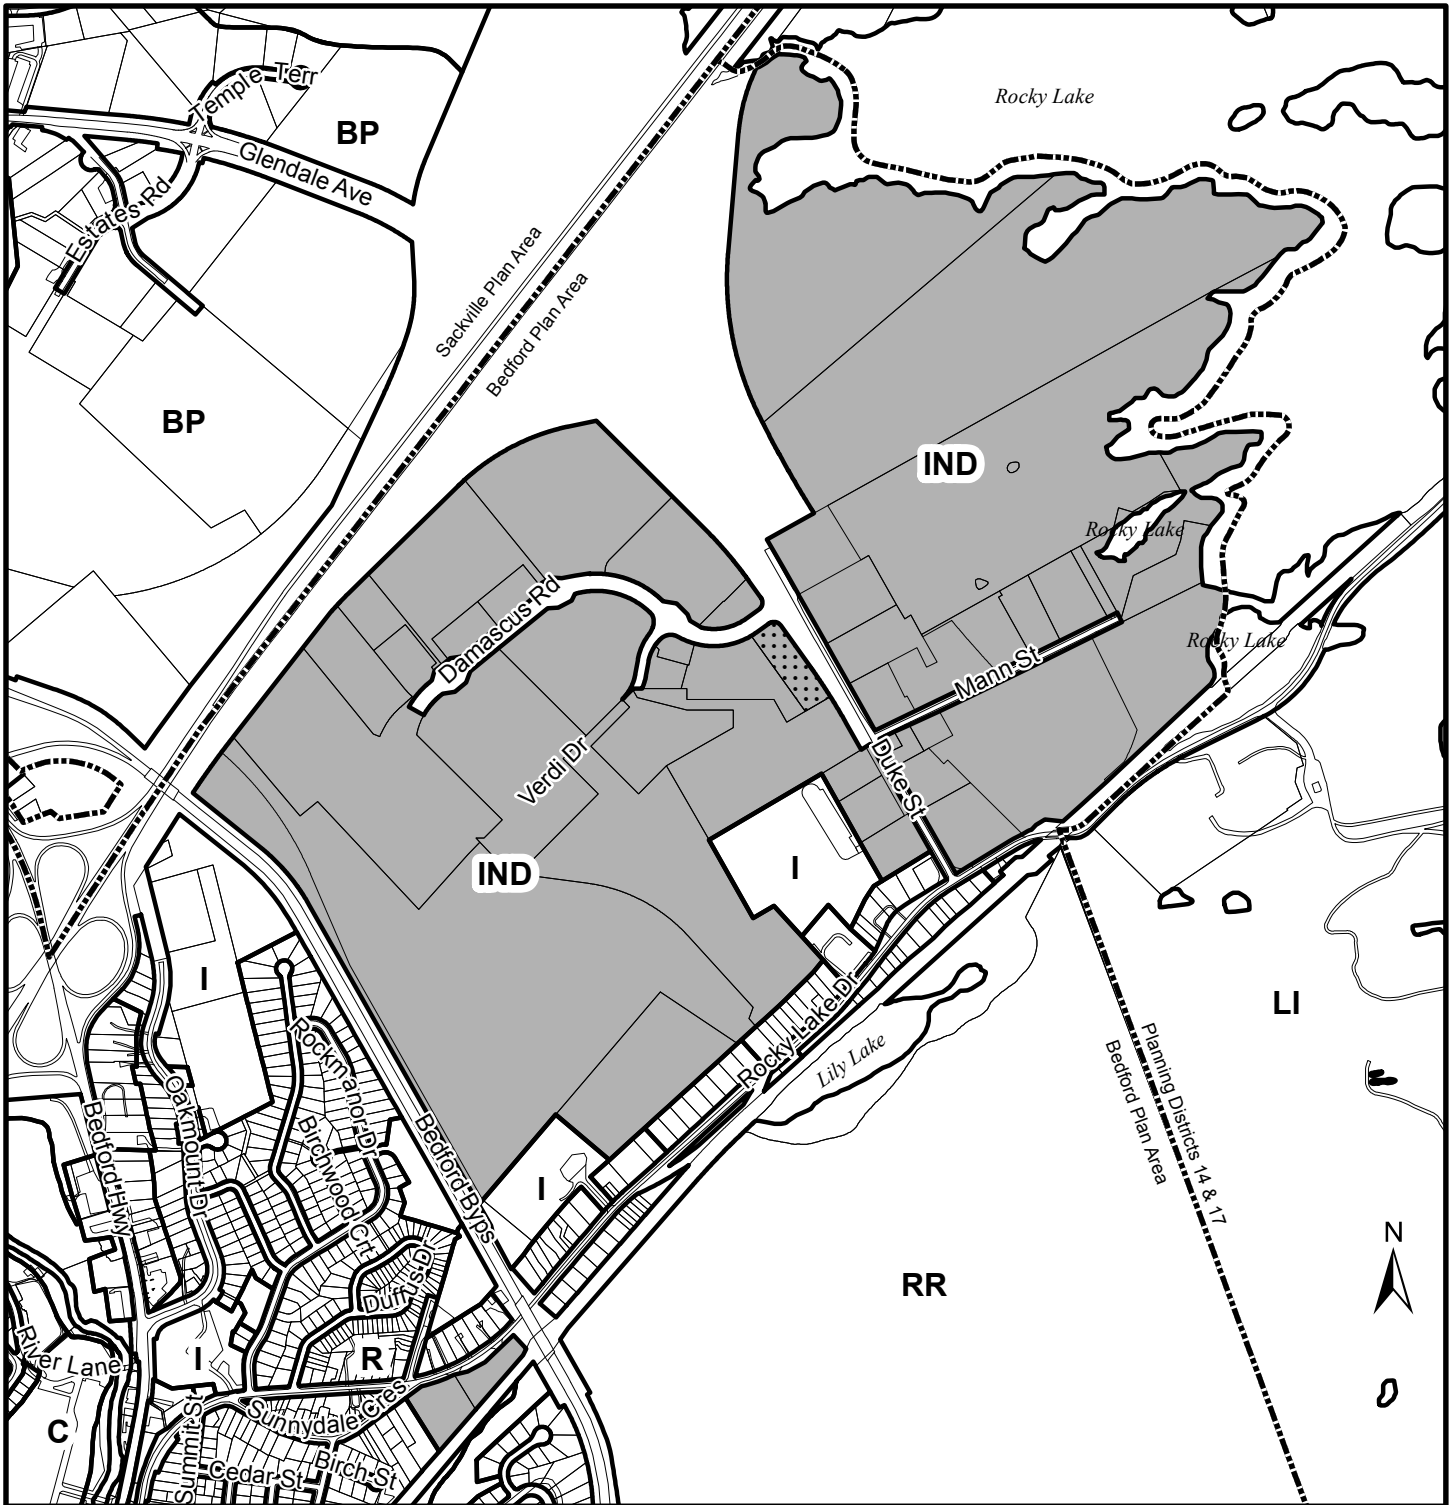 Rocky Lake
Temple Terr
BP
Glendale Ave
Estates Rd
Sackville Plan Area
Bedford Plan Area
BP
IND
Rocky Lake
Damascus Rd
Rocky Lake
Mann St
Verdi Dr
Duke St
IND
I
I
LI
Rocky Lake Dr
Lily Lake
Planning Districts 14 & 17
Bedford Plan Area
Rockmanor Dr
Oakmount Dr
Bedford Hwy
Birchwood Crt
Bedford Byps
I
N
Duffus Dr
RR
River Lane
I
R
Sunnydale Cres
C
Summit St
Cedar St
Birch St